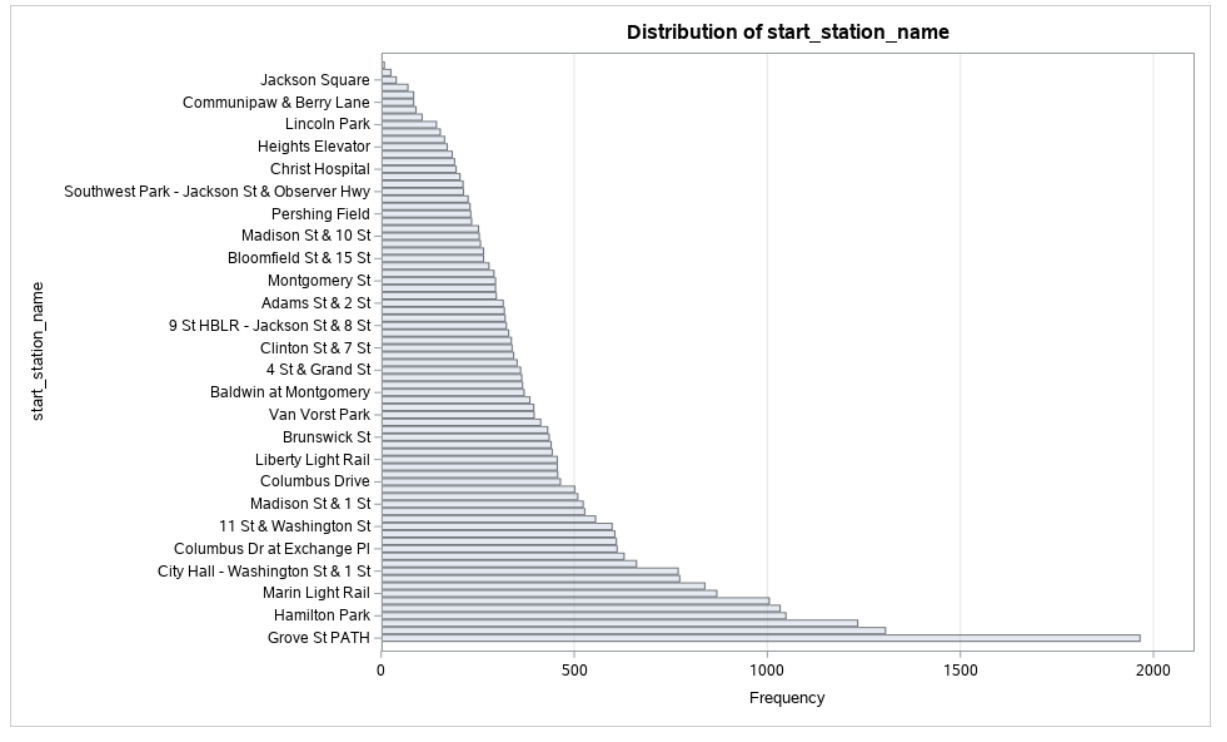 Distribution of start_station_name
start_station_name
Jackson Square
Communipaw & Berry Lane
Lincoln Park
Heights Elevator
Christ Hospital
Southwest Park - Jackson St & Observer Hwy
Pershing Field
Madison St & 10 St
Bloomfield St & 15 St
Montgomery St
Adams St & 2 St
9 St HBLR - Jackson St & 8 St
Clinton St & 7 St
4 St & Grand St
Baldwin at Montgomery
Van Vorst Park
Brunswick St
Liberty Light Rail
Columbus Drive
Madison St & 1 St
11 St & Washington St
Columbus Dr at Exchange Pl
City Hall - Washington St & 1 St
Marin Light Rail
Hamilton Park
Grove St PATH
0 500 1000 1500 2000
Frequency